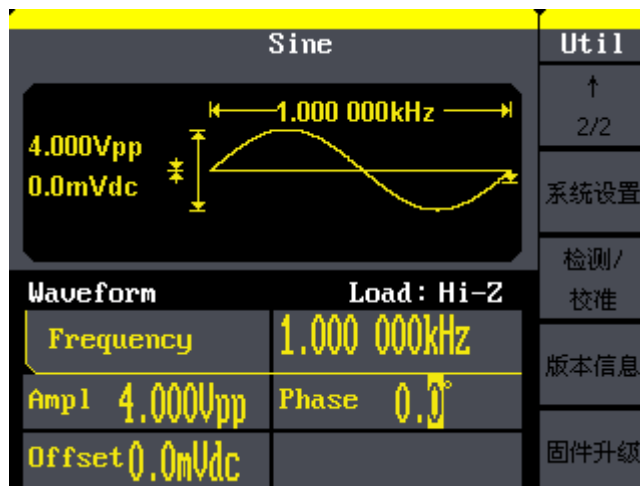 Sine
Util
↑
2/2
1.000 000kHz
4.000Vpp
0.0mVdc
系统设置
检测/
校准
Waveform
Load: Hi-Z
Frequency
1.000 000kHz
版本信息
Ampl 4.000Vpp
Phase 0.0°
Offset 0.0mVdc
固件升级